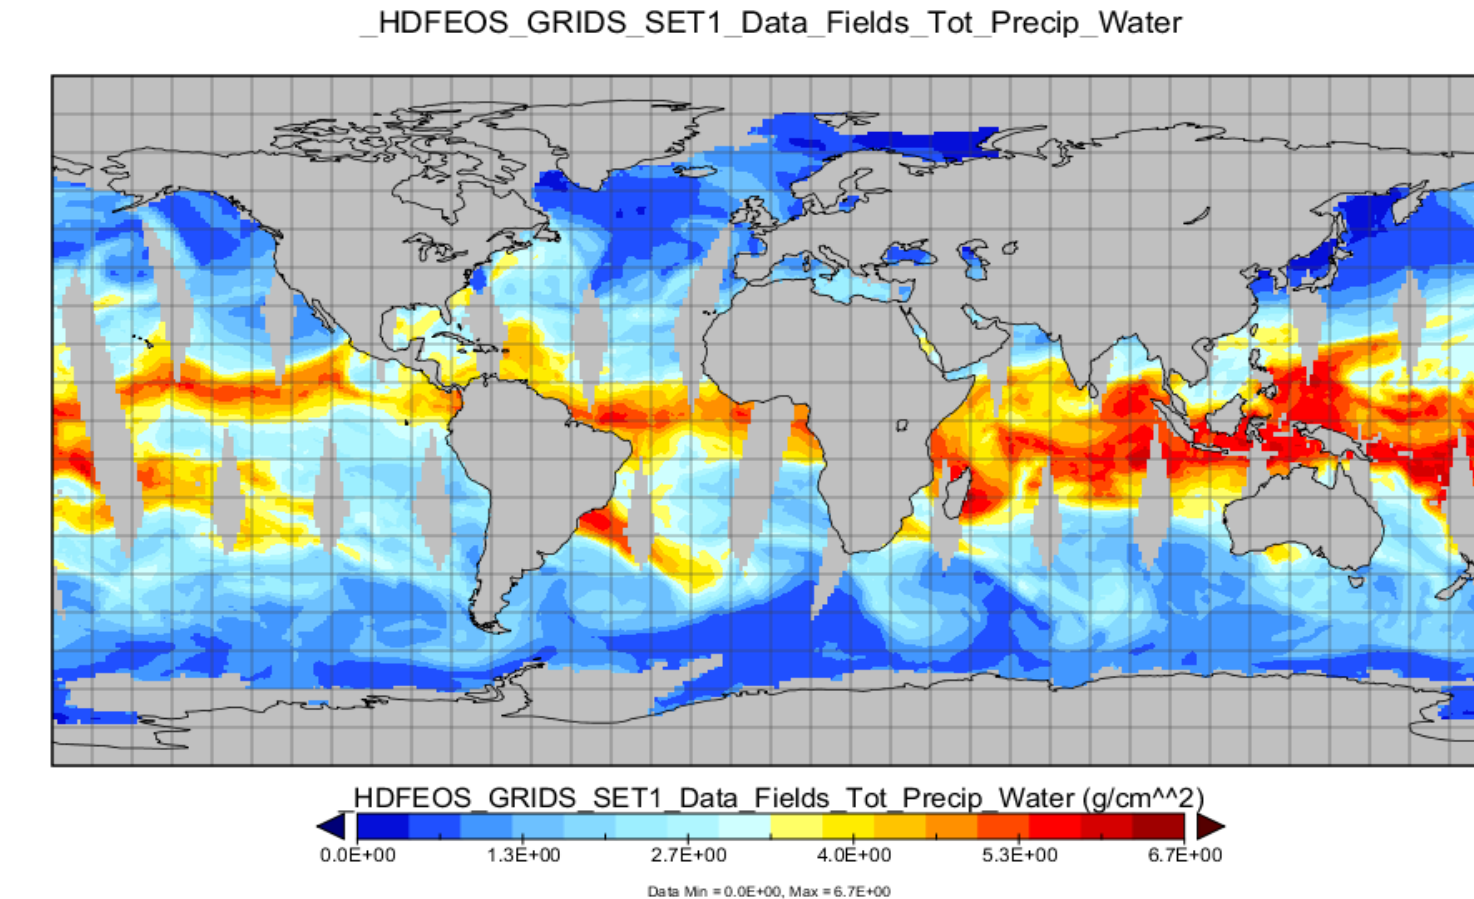 _HDFEOS_GRIDS_SET1_Data_Fields_Tot_Precip_Water
_HDFEOS_GRIDS_SET1_Data_Fields_Tot_Precip_Water (g/cm^^2)
0.0E+00 1.3E+00 2.7E+00 4.0E+00 5.3E+00 6.7E+00
Data Min = 0.0E+00, Max = 6.7E+00